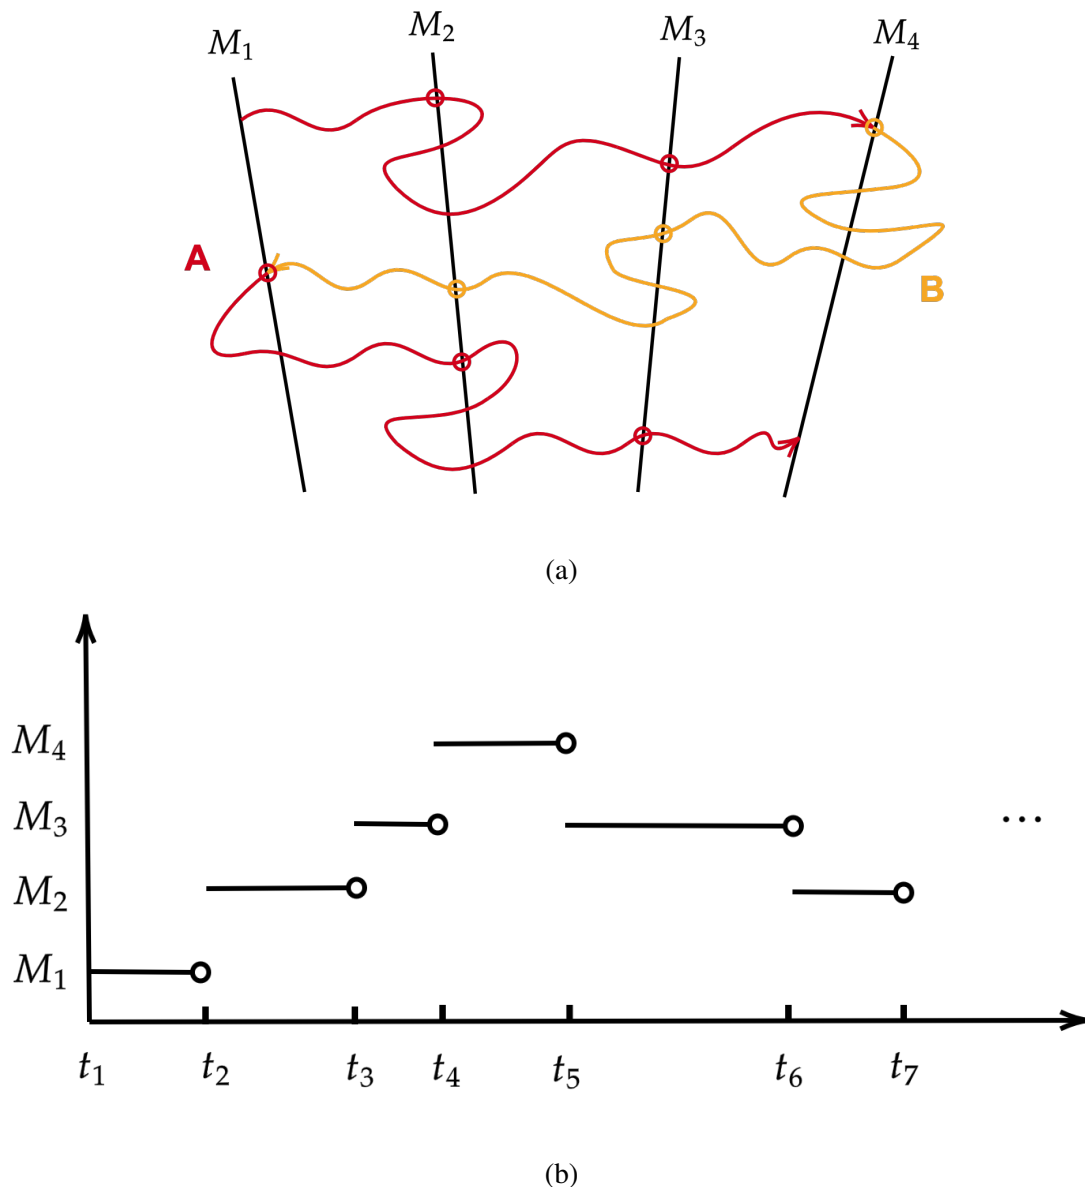 M₁ M₂ M₃ M₄
A
B
(a)
M₄
M₃ ...
M₂
M₁
t₁ t₂ t₃ t₄ t₅ t₆ t₇
(b)